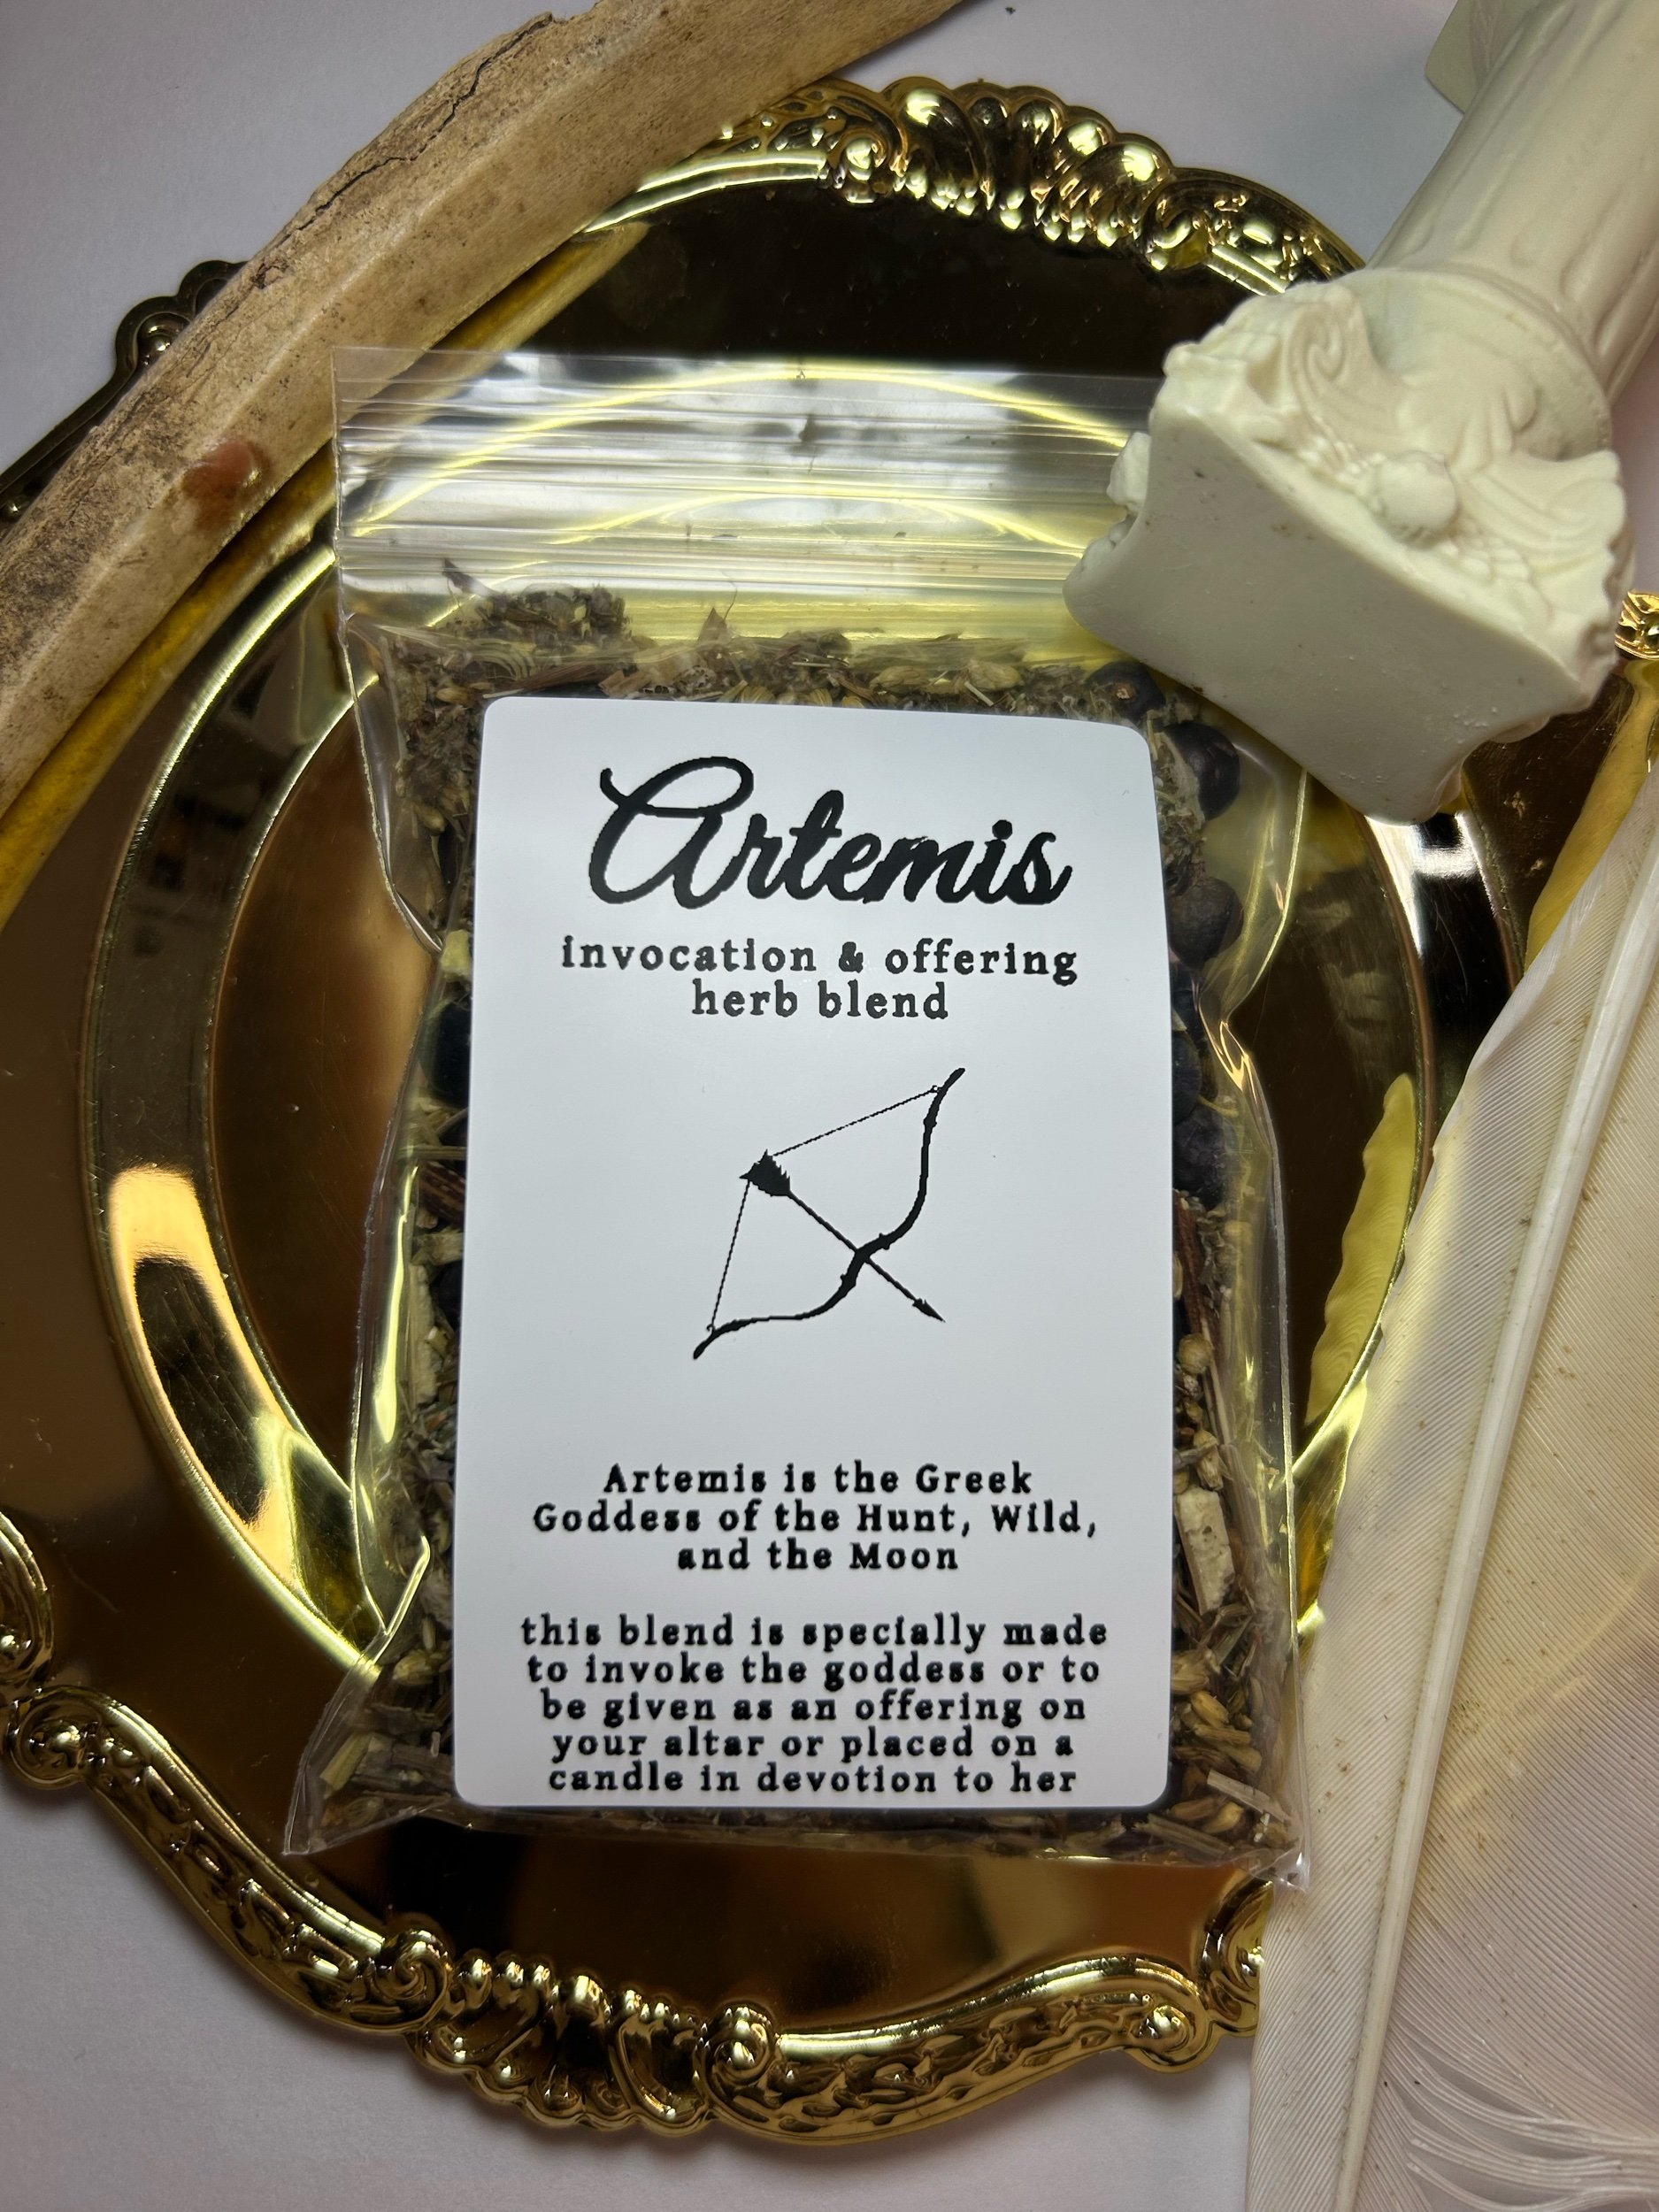 Artemis
invocation & offering
herb blend
Artemis is the Greek
Goddess of the Hunt, Wild,
and the Moon
this blend is specially made
to invoke the goddess or to
be given as an offering on
your altar or placed on a
candle in devotion to her